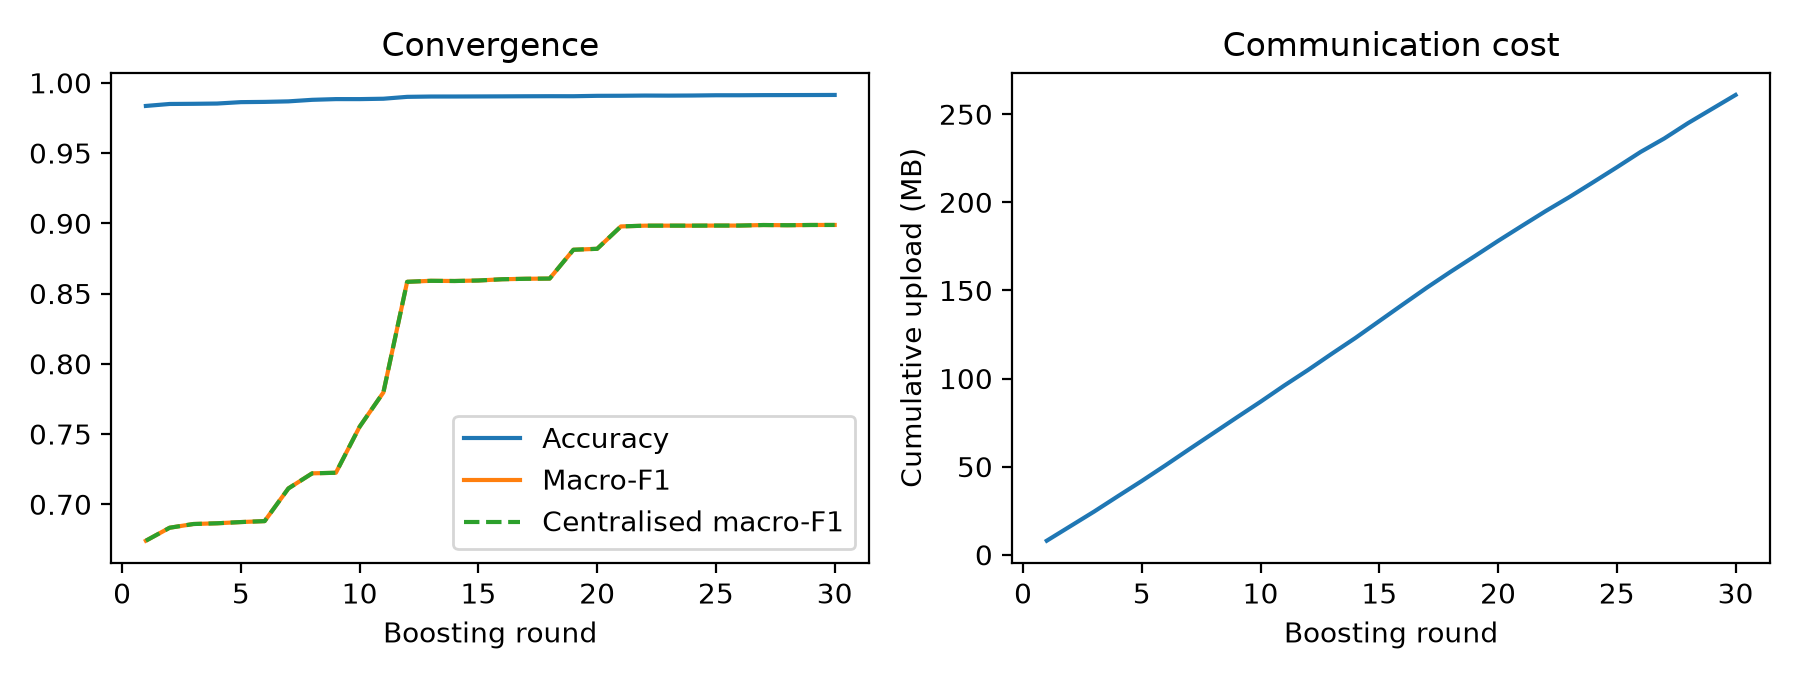 Convergence
1.00
0.95
0.90
0.85
0.80
0.75
0.70
0 5 10 15 20 25 30
Boosting round
Accuracy
Macro-F1
Centralised macro-F1
Communication cost
Cumulative upload (MB)
250
200
150
100
50
0
0 5 10 15 20 25 30
Boosting round